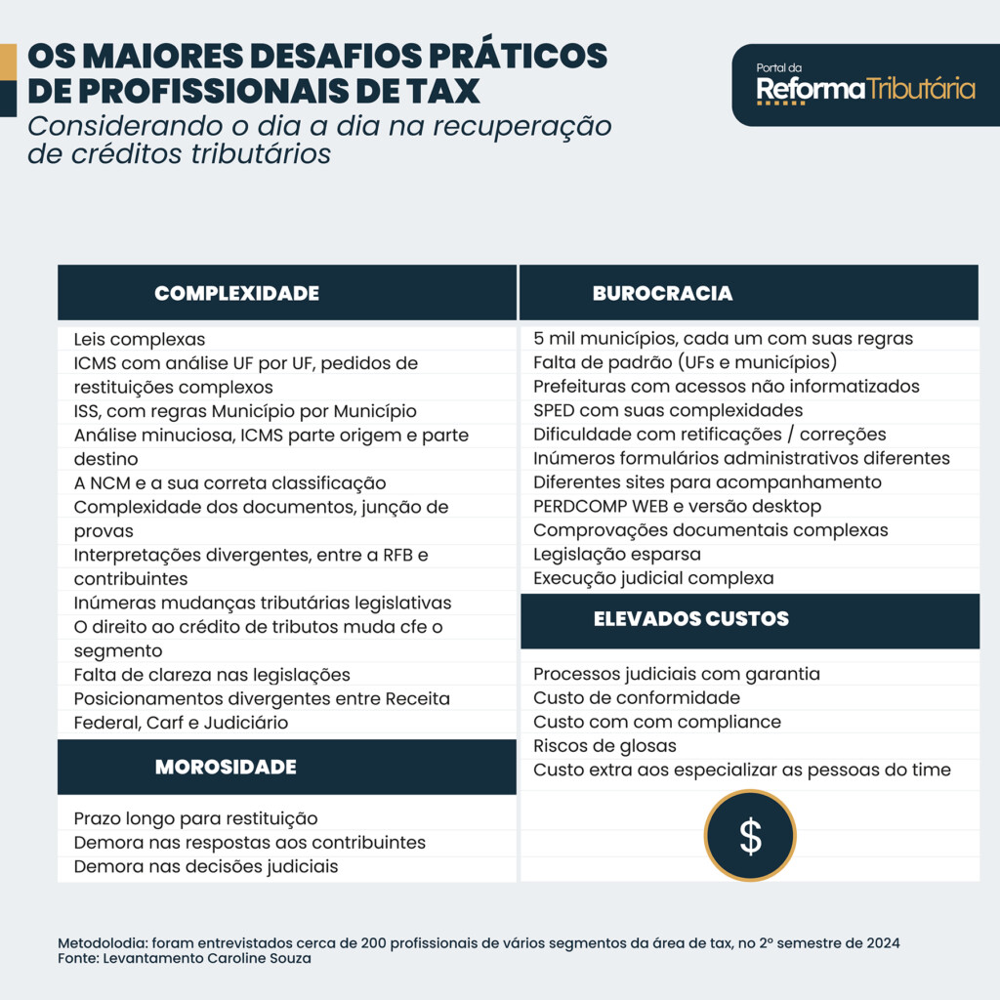 OS MAIORES DESAFIOS PRÁTICOS
DE PROFISSIONAIS DE TAX
Considerando o dia a dia na recuperação
de créditos tributários
Portal da
ReformaTributária
COMPLEXIDADE
Leis complexas
ICMS com análise UF por UF, pedidos de
restituições complexos
ISS, com regras Município por Município
Análise minuciosa, ICMS parte origem e parte
destino
A NCM e a sua correta classificação
Complexidade dos documentos, junção de
provas
Interpretações divergentes, entre a RFB e
contribuintes
Inúmeras mudanças tributárias legislativas
O direito ao crédito de tributos muda cfe o
segmento
Falta de clareza nas legislações
Posicionamentos divergentes entre Receita
Federal, Carf e Judiciário
MOROSIDADE
Prazo longo para restituição
Demora nas respostas aos contribuintes
Demora nas decisões judiciais
BUROCRACIA
5 mil municípios, cada um com suas regras
Falta de padrão (UFs e municípios)
Prefeituras com acessos não informatizados
SPED com suas complexidades
Dificuldade com retificações / correções
Inúmeros formulários administrativos diferentes
Diferentes sites para acompanhamento
PERDCOMP WEB e versão desktop
Comprovações documentais complexas
Legislação esparsa
Execução judicial complexa
ELEVADOS CUSTOS
Processos judiciais com garantia
Custo de conformidade
Custo com com compliance
Riscos de glosas
Custo extra aos especializar as pessoas do time
$
Metodolodia: foram entrevistados cerca de 200 profissionais de vários segmentos da área de tax, no 2º semestre de 2024
Fonte: Levantamento Caroline Souza